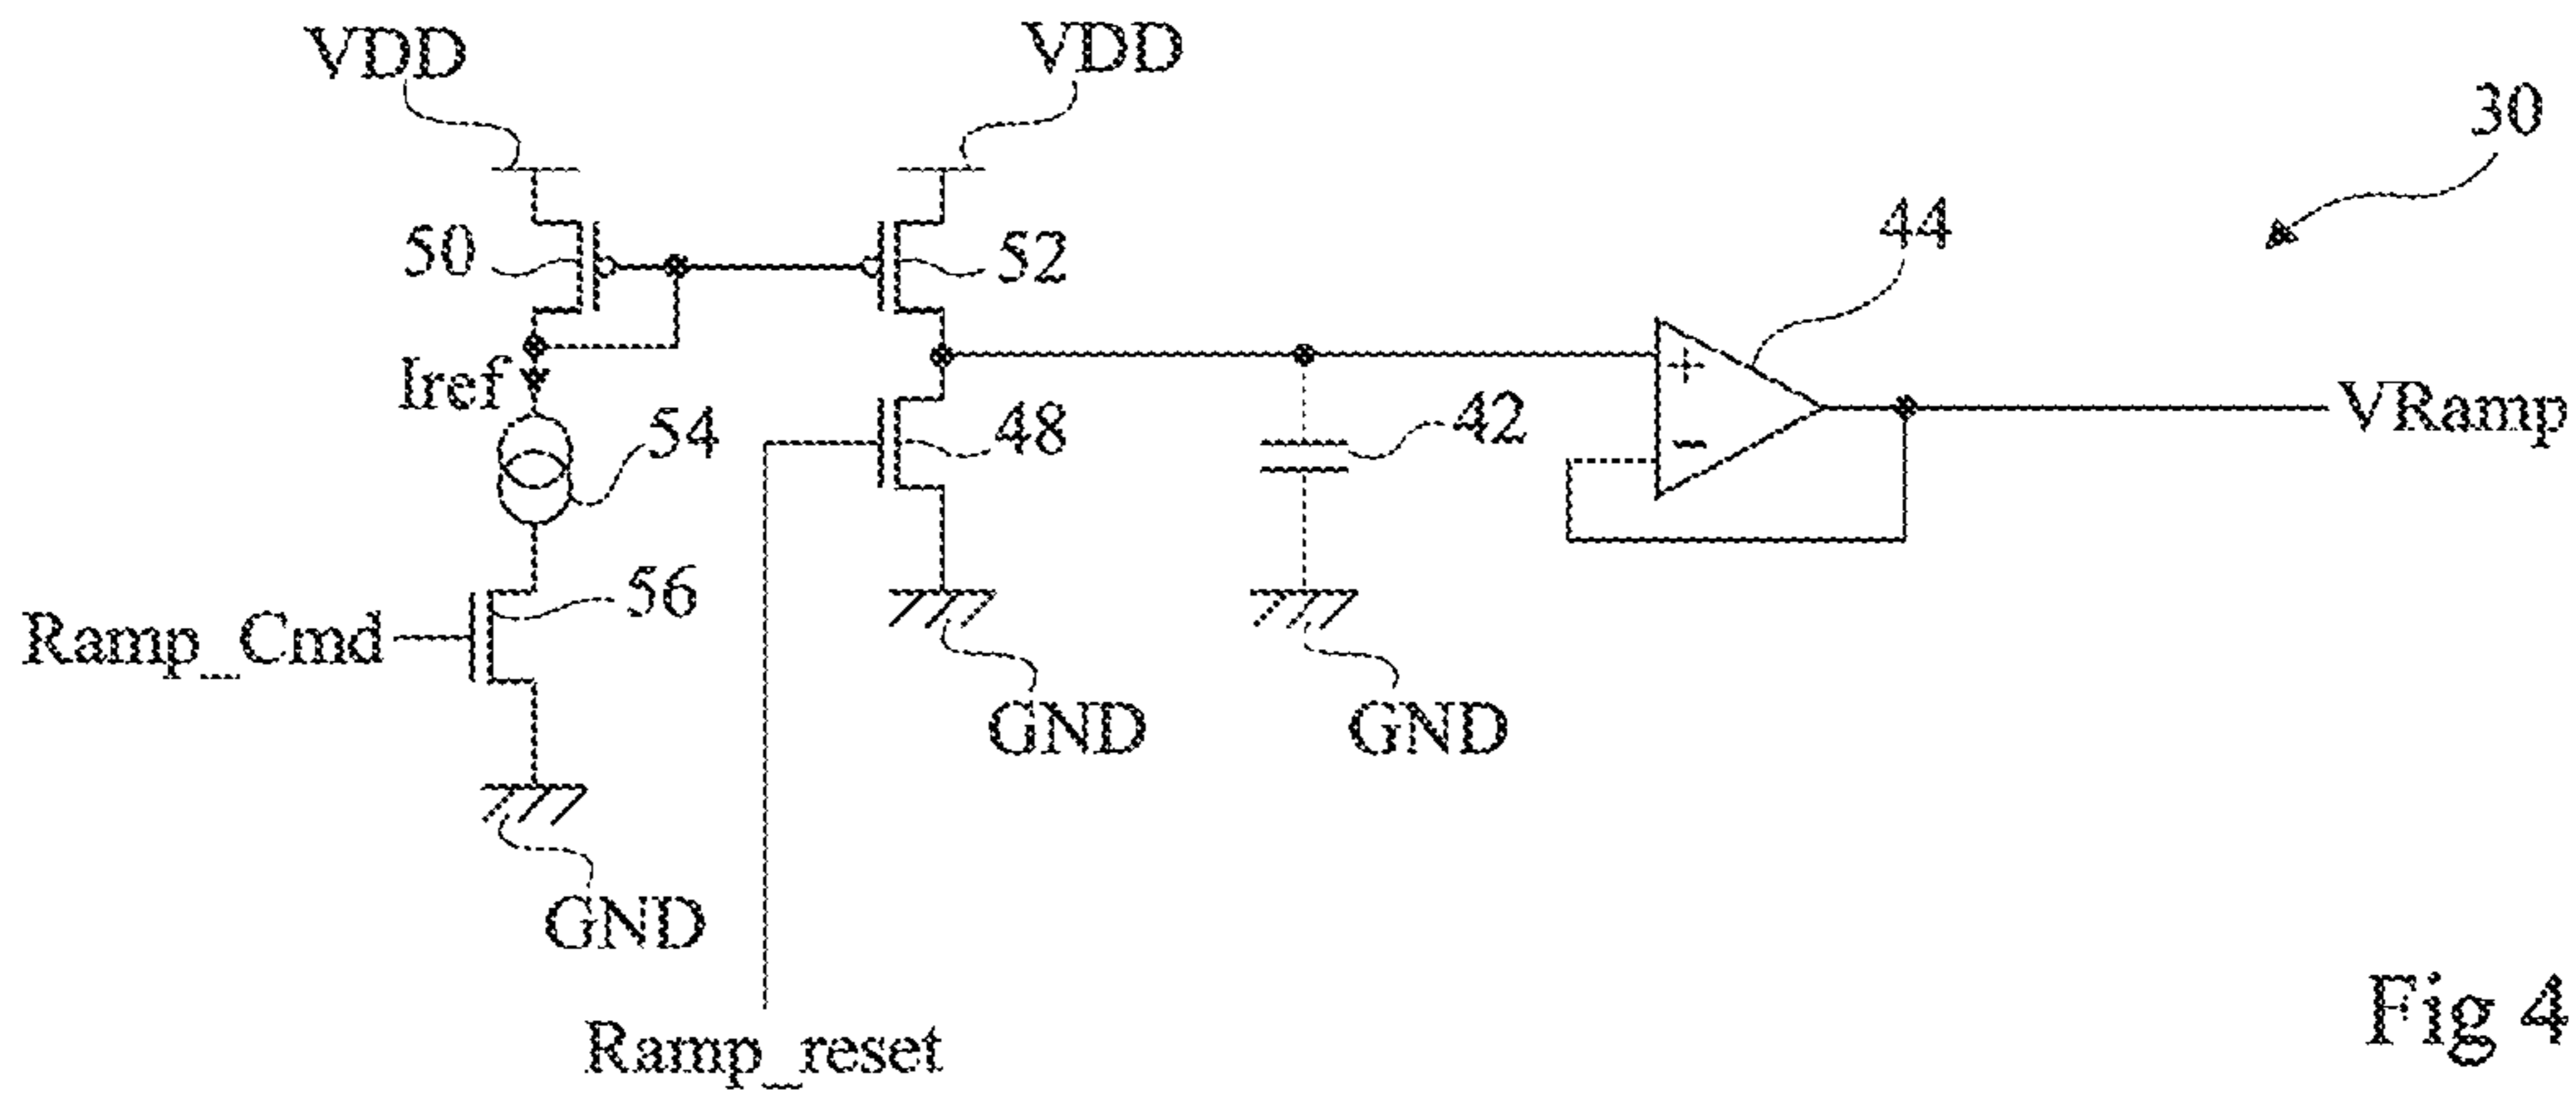 VDD
VDD
30
44
50
52
+
Iref
54
48
42
VRamp
−
56
Ramp_Cmd
GND
GND
GND
Ramp_reset
Fig 4